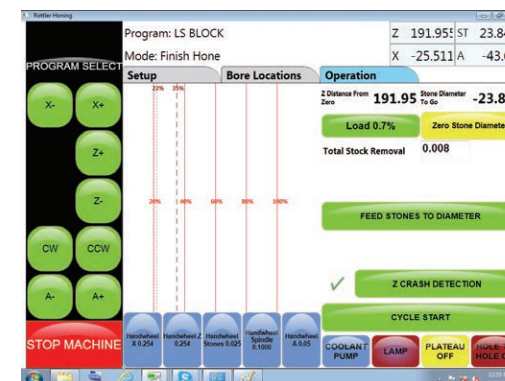 Rottler Honing
Program: LS BLOCK
Z 191.955 ST 23.84
Mode: Finish Hone
X -25.511 A -43.
PROGRAM SELECT
Setup Bore Locations Operation
22% 35%
Z Distance From Zero 191.95 Stone Diameter To Go -23.8
X- X+
Load 0.7% Zero Stone Diamete
Total Stock Removal 0.008
Z+
Z-
20% 40% 60% 80% 100%
FEED STONES TO DIAMETER
CW CCW
Z CRASH DETECTION
A- A+
CYCLE START
STOP MACHINE
Handwheel X 0.254
Handwheel Z 0.254
Handwheel Stones 0.025
Handwheel Spindle 0.1000
Handwheel A 0.05
COOLANT PUMP
LAMP
PLATEAU OFF
HOLE
HOLE